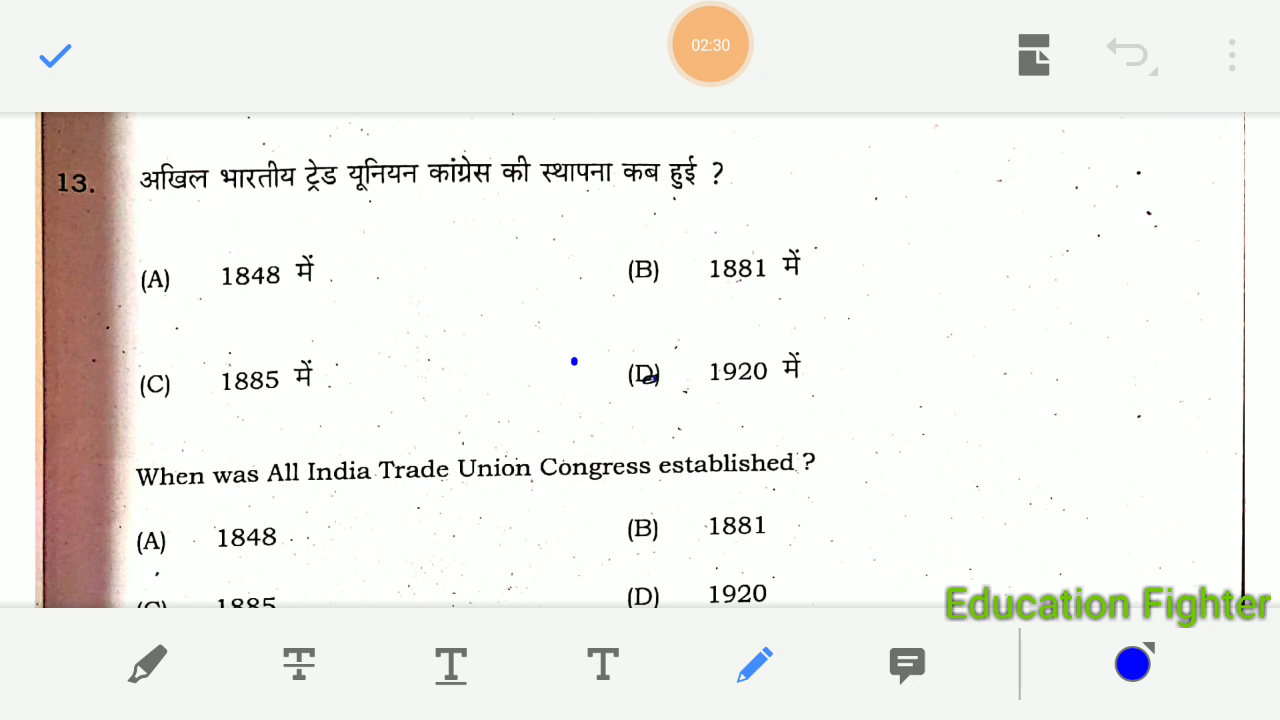 02:30
13. अखिल भारतीय ट्रेड यूनियन कांग्रेस की स्थापना कब हुई ?
(A) 1848 में (B) 1881 में
(C) 1885 में (D) 1920 में
When was All India Trade Union Congress established ?
(A) 1848 (B) 1881
(C) 1885 (D) 1920
Education Fighter
T T T